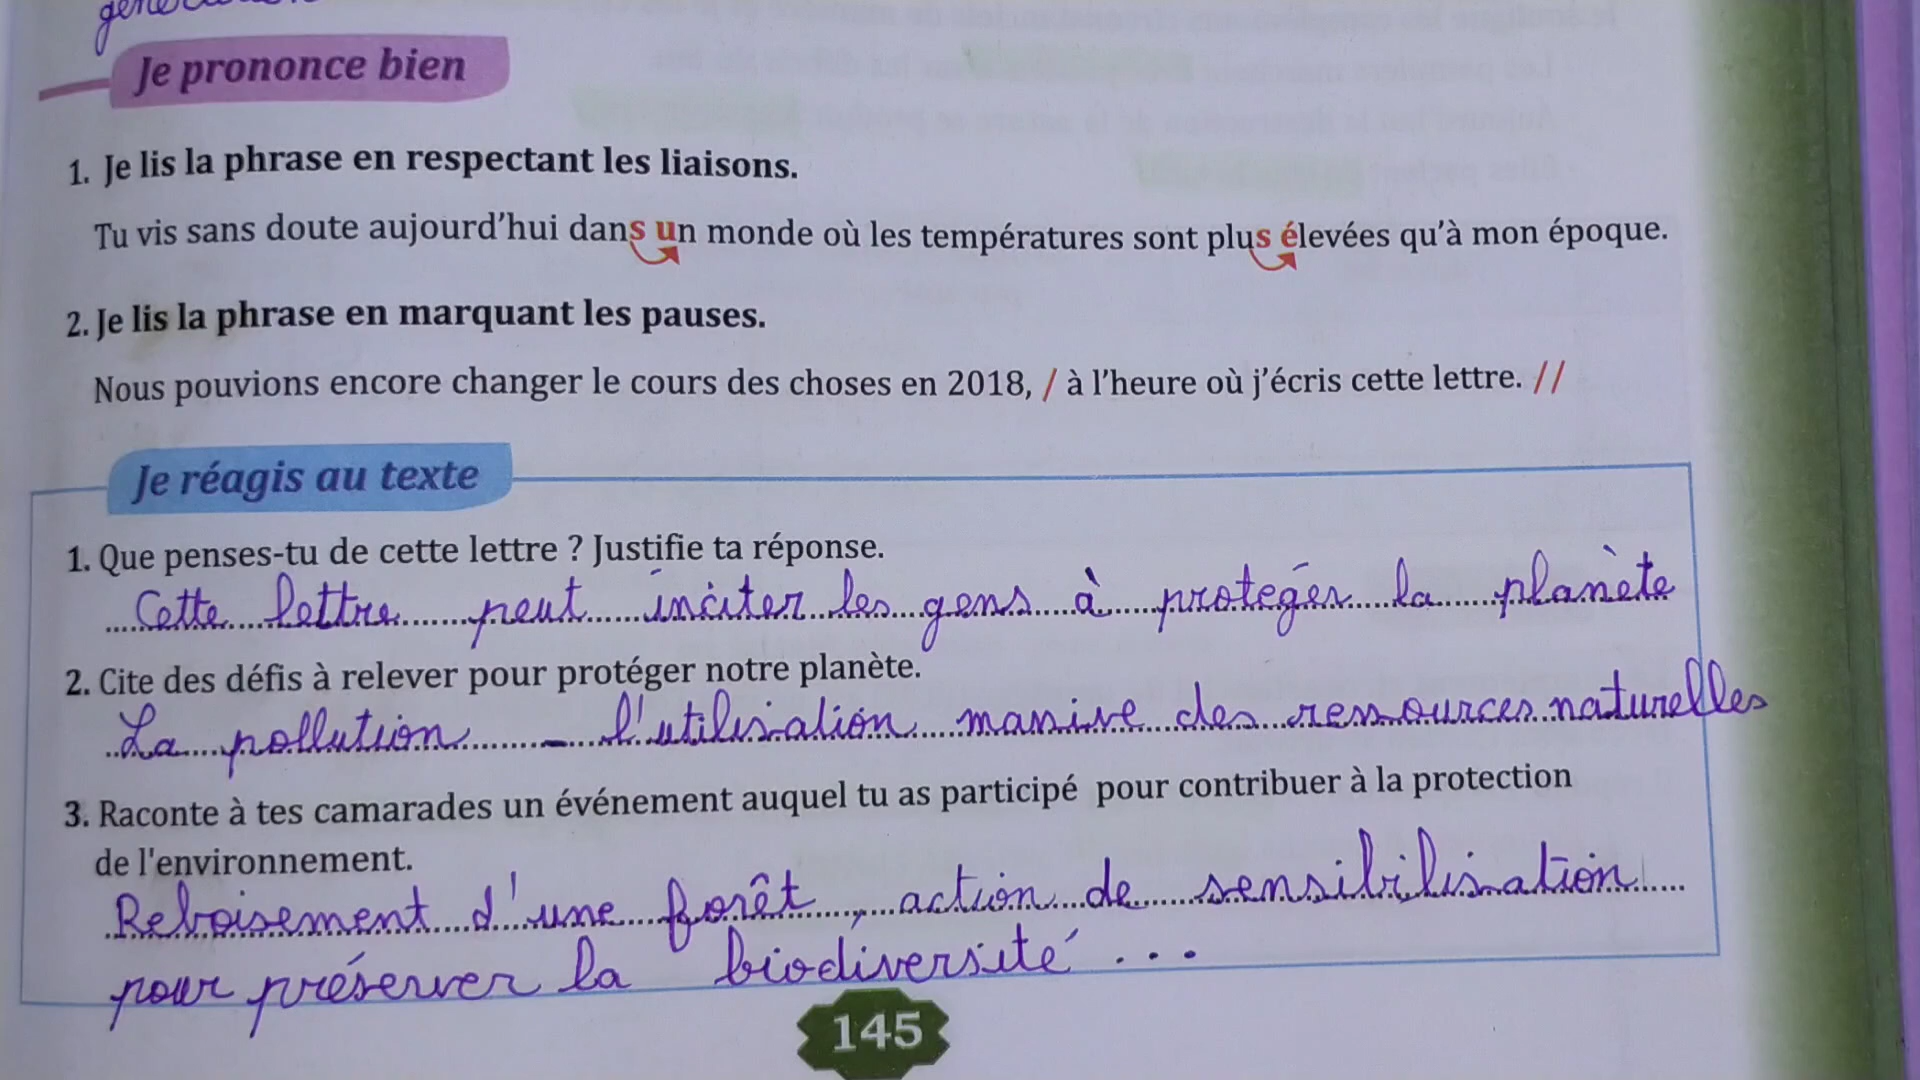 Je prononce bien
1. Je lis la phrase en respectant les liaisons.
Tu vis sans doute aujourd'hui dans un monde où les températures sont plus élevées qu'à mon époque.
2. Je lis la phrase en marquant les pauses.
Nous pouvions encore changer le cours des choses en 2018, / à l'heure où j'écris cette lettre. //
Je réagis au texte
1. Que penses-tu de cette lettre ? Justifie ta réponse.
Cette lettre peut inciter les gens à protéger la planète
2. Cite des défis à relever pour protéger notre planète.
La pollution - l'utilisation massive des ressources naturelles
3. Raconte à tes camarades un événement auquel tu as participé pour contribuer à la protection
de l'environnement.
Reboisement d'une forêt, action de sensibilisation
pour préserver la biodiversité ...
145